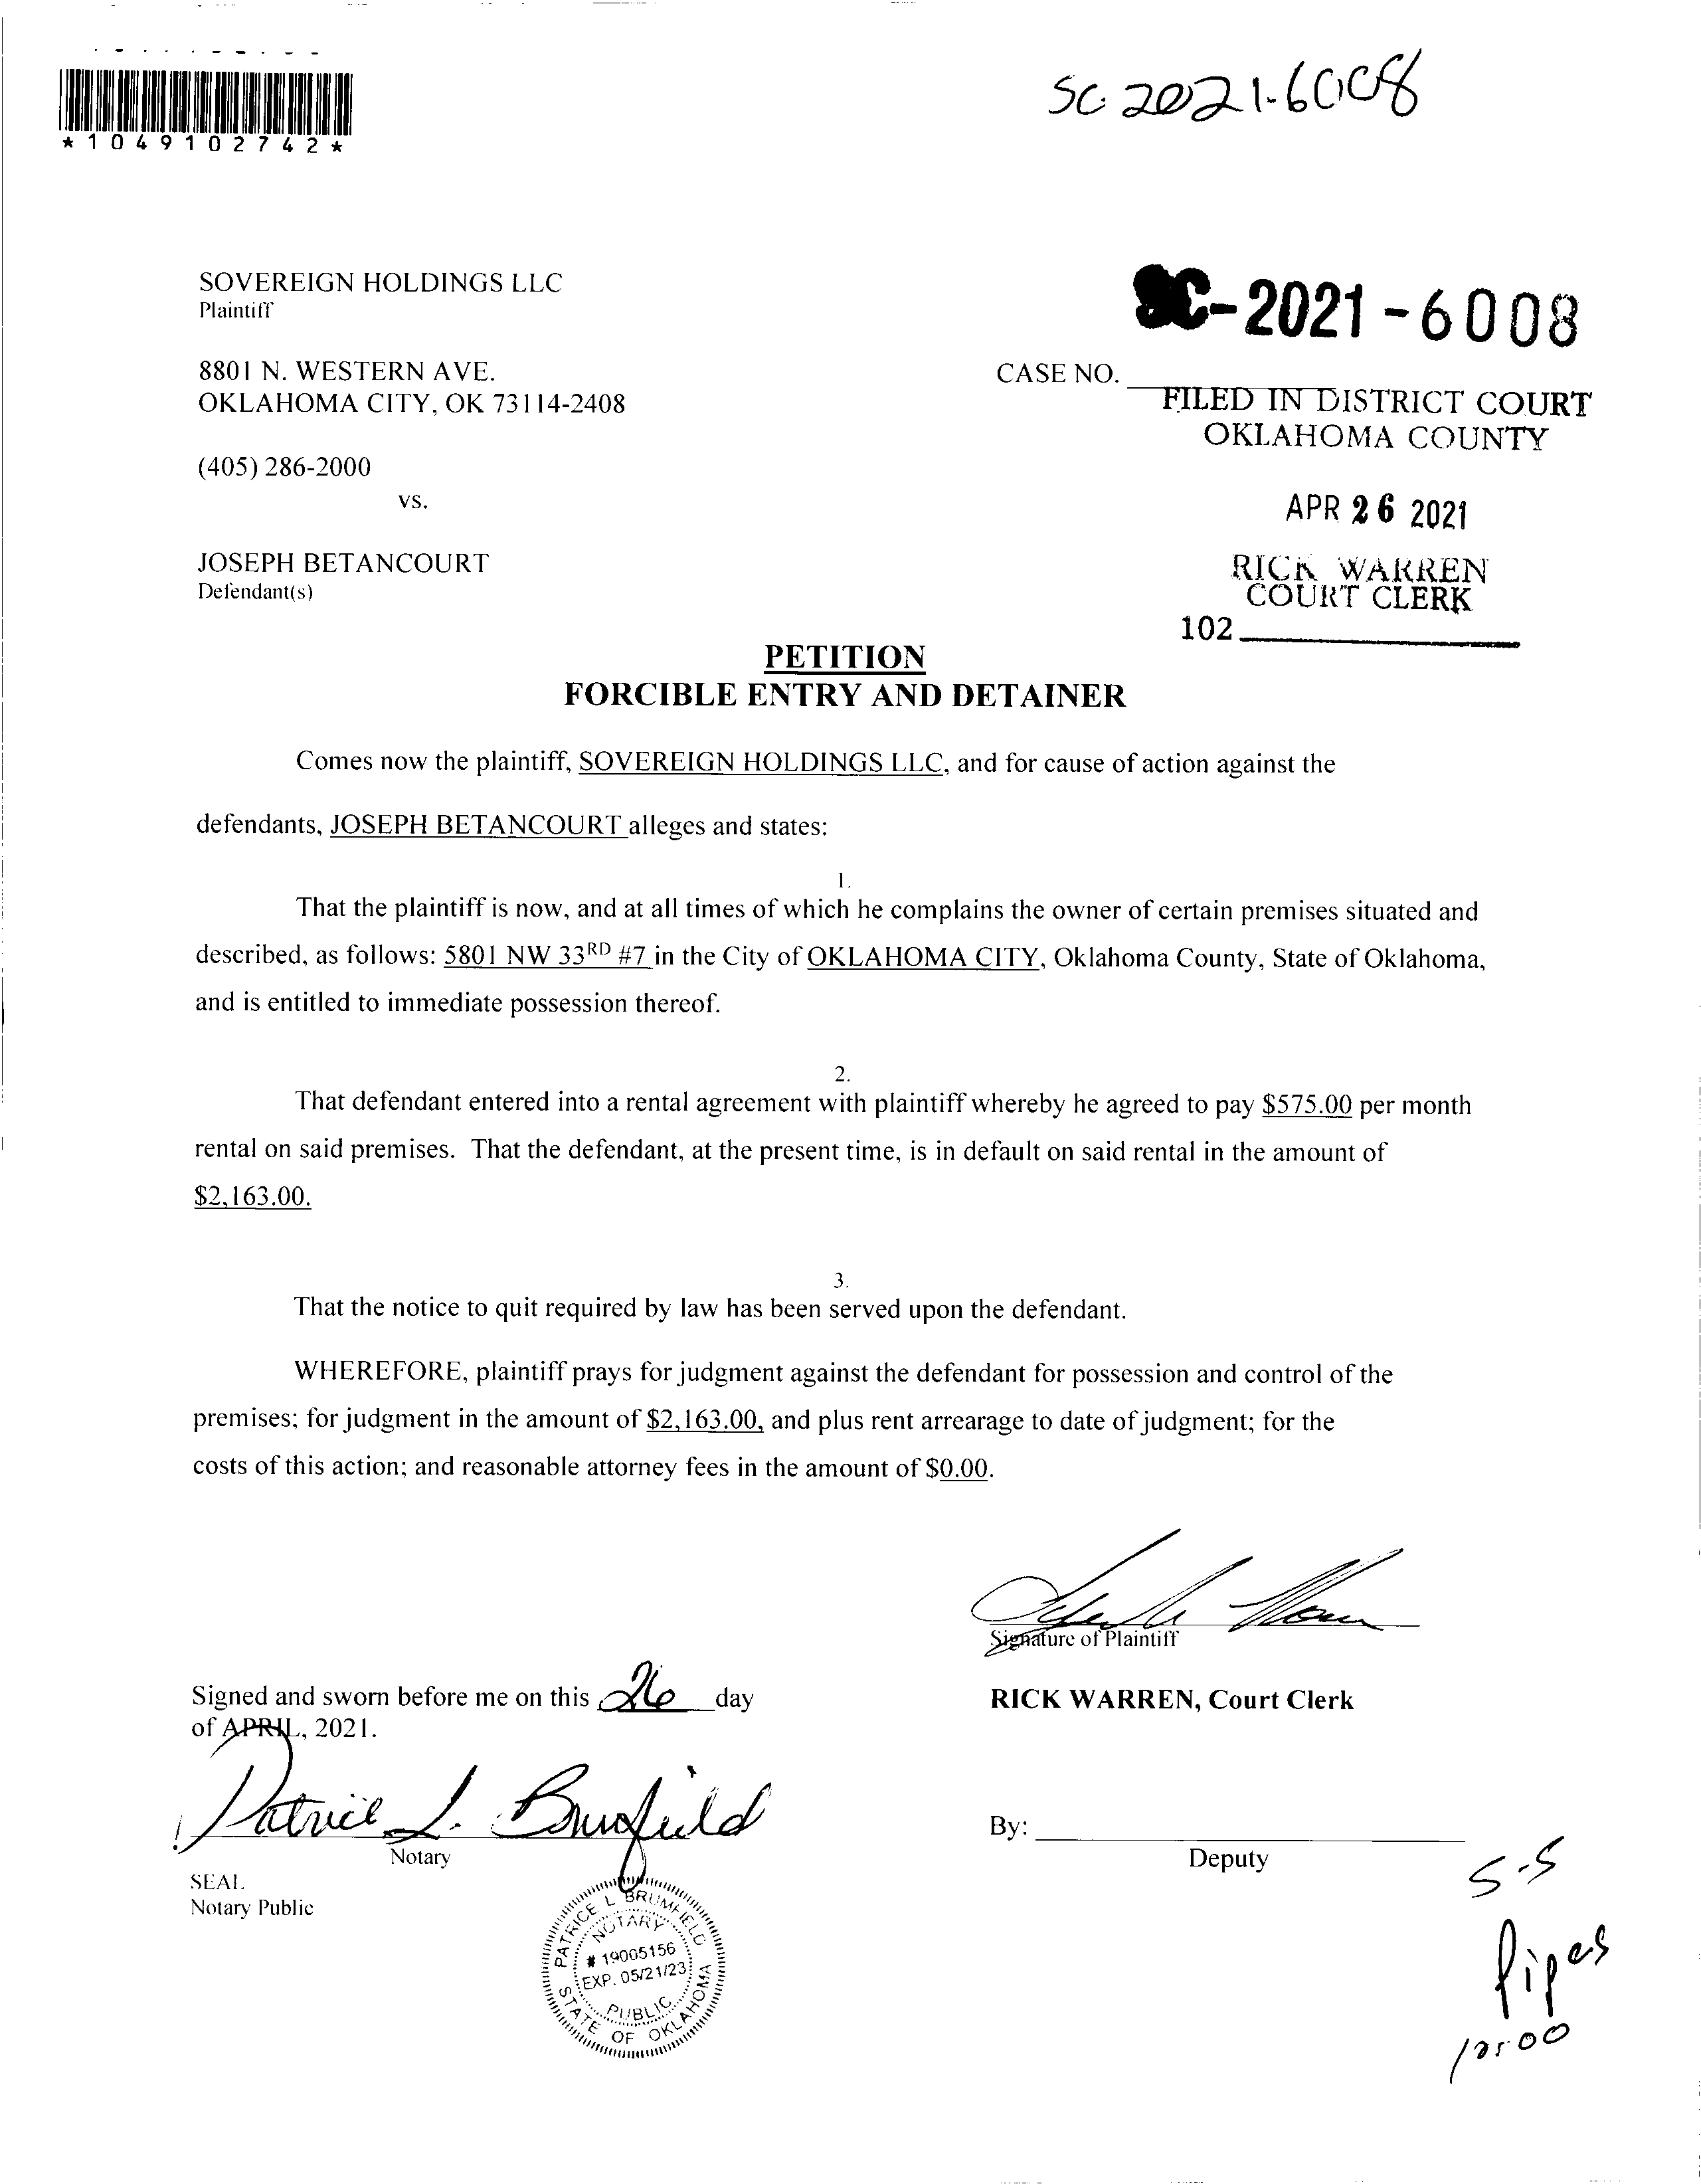 *1049102742*
SC 2021-6008
SOVEREIGN HOLDINGS LLC
Plaintiff
SC-2021-6008
8801 N. WESTERN AVE.
CASE NO.
OKLAHOMA CITY, OK 73114-2408
FILED IN DISTRICT COURT
OKLAHOMA COUNTY
(405) 286-2000
vs.
APR 26 2021
JOSEPH BETANCOURT
Defendant(s)
RICK WARREN
COURT CLERK
102
PETITION
FORCIBLE ENTRY AND DETAINER
Comes now the plaintiff, SOVEREIGN HOLDINGS LLC, and for cause of action against the
defendants, JOSEPH BETANCOURT alleges and states:
1.
That the plaintiff is now, and at all times of which he complains the owner of certain premises situated and
described, as follows: 5801 NW 33RD #7 in the City of OKLAHOMA CITY, Oklahoma County, State of Oklahoma,
and is entitled to immediate possession thereof.
2.
That defendant entered into a rental agreement with plaintiff whereby he agreed to pay $575.00 per month
rental on said premises. That the defendant, at the present time, is in default on said rental in the amount of
$2,163.00.
3.
That the notice to quit required by law has been served upon the defendant.
WHEREFORE, plaintiff prays for judgment against the defendant for possession and control of the
premises; for judgment in the amount of $2,163.00, and plus rent arrearage to date of judgment; for the
costs of this action; and reasonable attorney fees in the amount of $0.00.
Signature of Plaintiff
Signed and sworn before me on this 26 day
of APRIL, 2021.
RICK WARREN, Court Clerk
Patrice L. Brumfield
Notary
By:
Deputy
SEAL
Notary Public
PATRICE L BRUMFIELD
NOTARY
# 19005156
EXP. 05/21/23
PUBLIC
STATE OF OKLAHOMA
5-5
Pipes